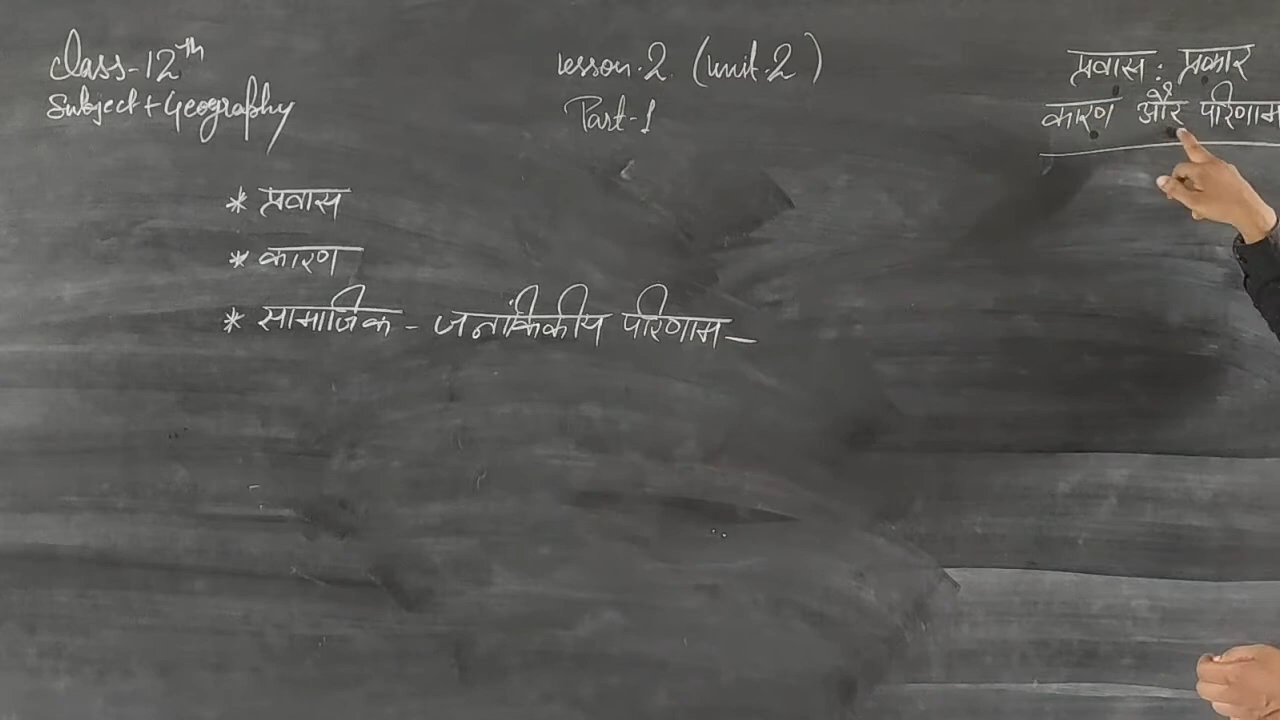 Class-12th
Subject + Geography
Lesson.2. (Unit.2)
Part-1
प्रवास : प्रकार
कारण और परिणाम
* प्रवास
* कारण
* सामाजिक - जनांकिकीय परिणाम -